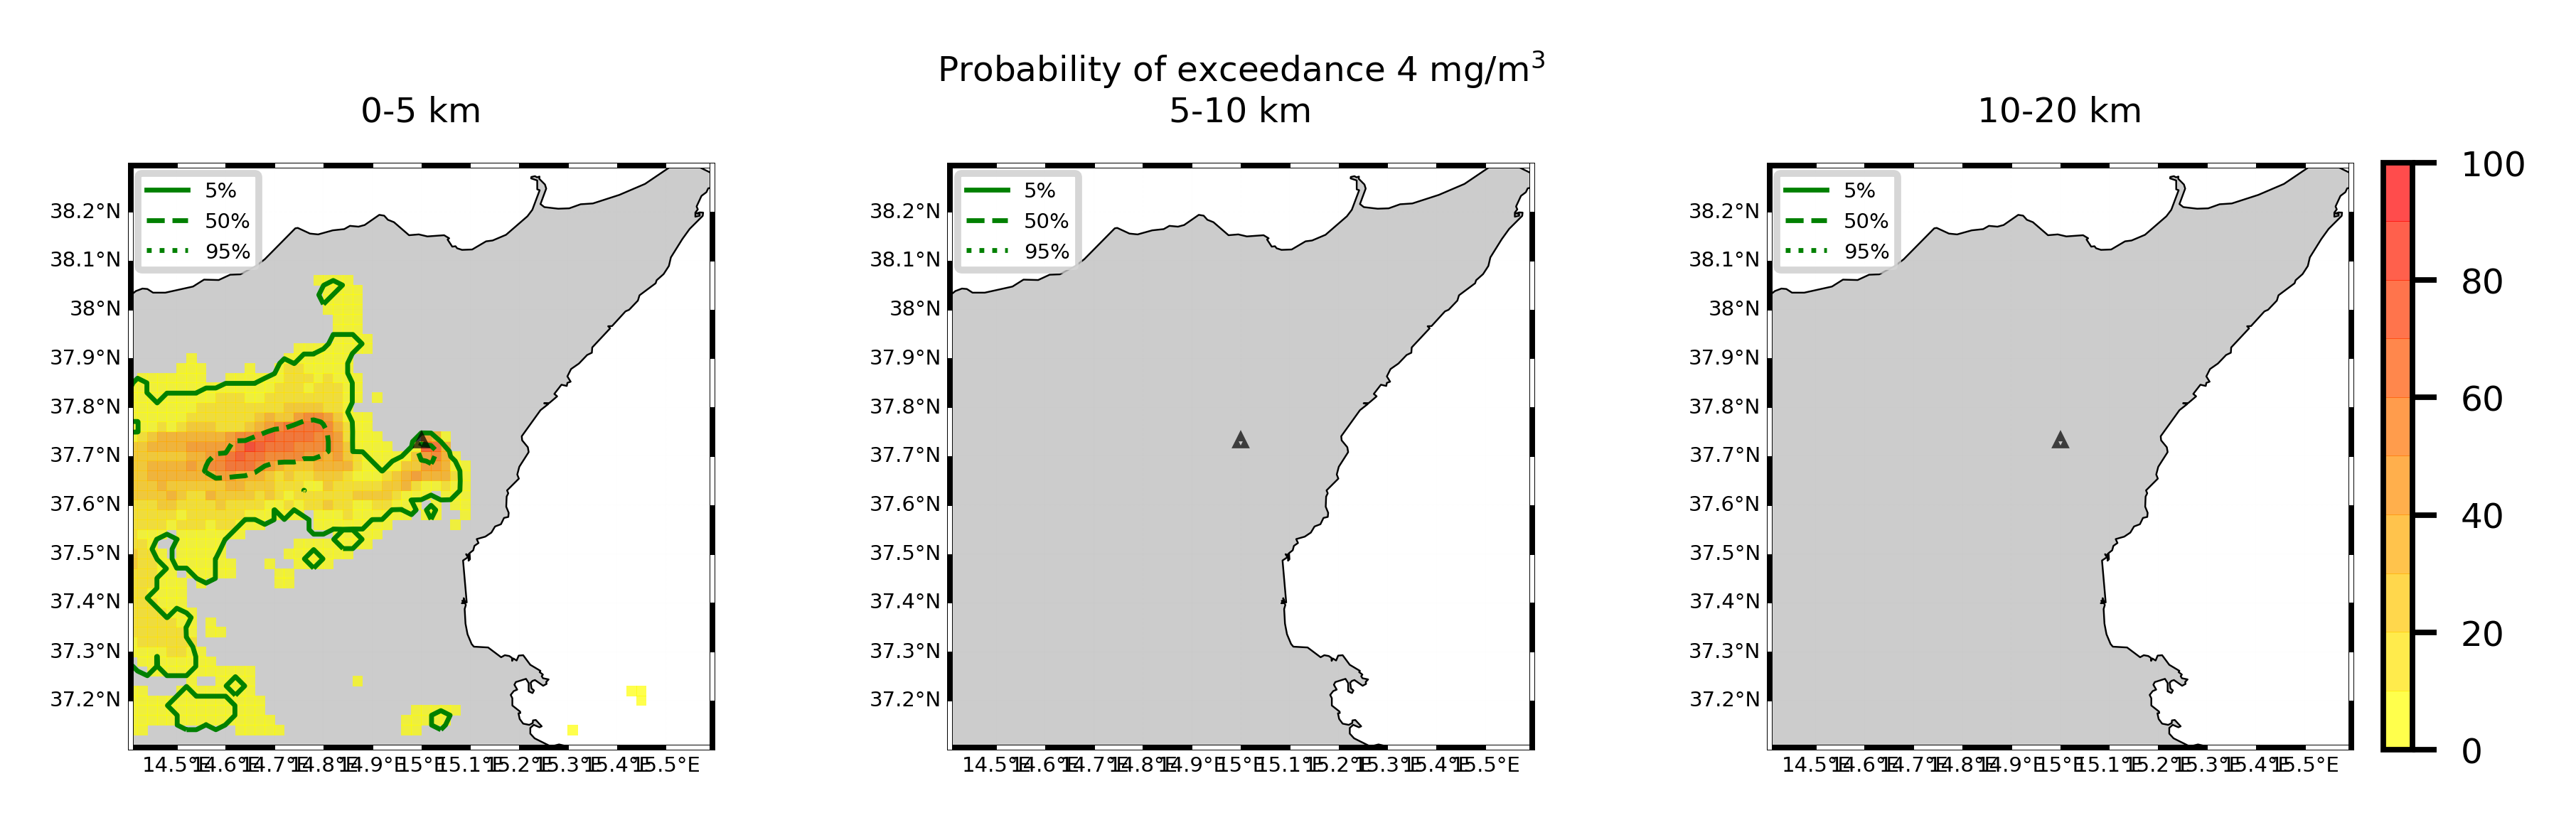 Probability of exceedance 4 mg/m³
0-5 km
5-10 km
10-20 km
5%
50%
95%
38.2°N
38.1°N
38°N
37.9°N
37.8°N
37.7°N
37.6°N
37.5°N
37.4°N
37.3°N
37.2°N
14.5°E 14.6°E 14.7°E 14.8°E 14.9°E 15°E 15.1°E 15.2°E 15.3°E 15.4°E 15.5°E
5%
50%
95%
38.2°N
38.1°N
38°N
37.9°N
37.8°N
37.7°N
37.6°N
37.5°N
37.4°N
37.3°N
37.2°N
14.5°E 14.6°E 14.7°E 14.8°E 14.9°E 15°E 15.1°E 15.2°E 15.3°E 15.4°E 15.5°E
5%
50%
95%
38.2°N
38.1°N
38°N
37.9°N
37.8°N
37.7°N
37.6°N
37.5°N
37.4°N
37.3°N
37.2°N
14.5°E 14.6°E 14.7°E 14.8°E 14.9°E 15°E 15.1°E 15.2°E 15.3°E 15.4°E 15.5°E
100
80
60
40
20
0